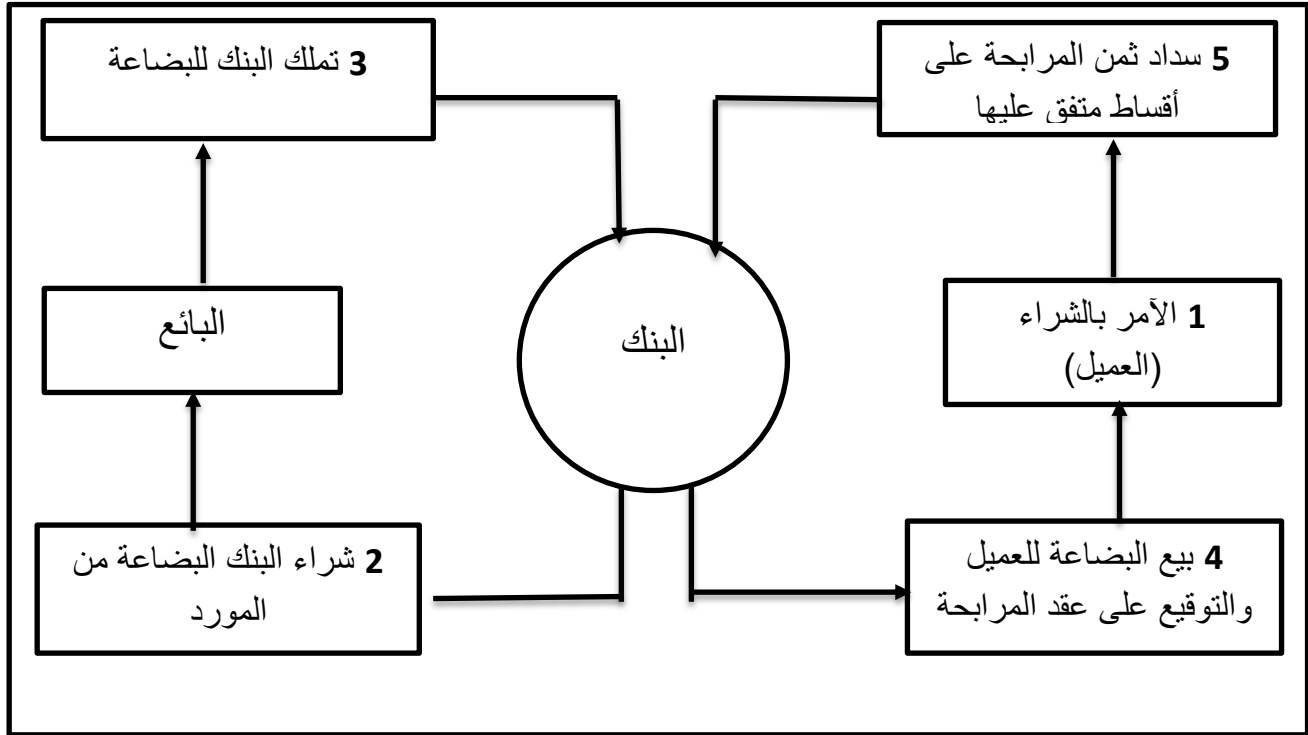 5 سداد ثمن المرابحة على
أقساط متفق عليها
3 تملك البنك للبضاعة
1 الآمر بالشراء
(العميل)
البنك
البائع
4 بيع البضاعة للعميل
والتوقيع على عقد المرابحة
2 شراء البنك البضاعة من
المورد